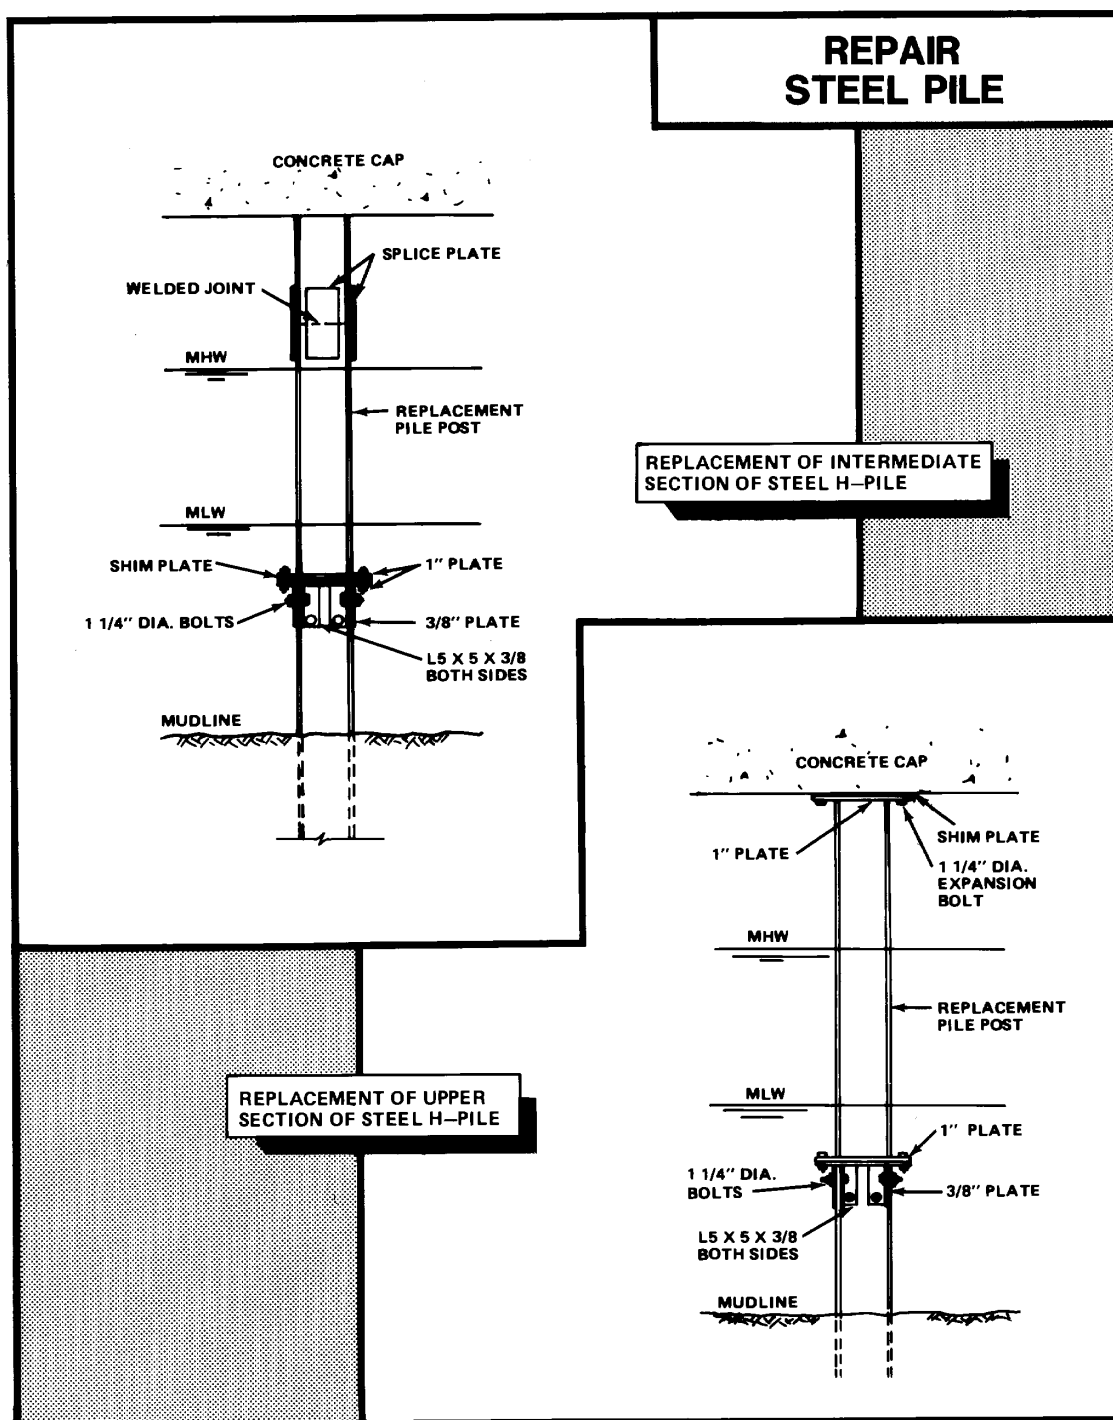 REPAIR
STEEL PILE
CONCRETE CAP
SPLICE PLATE
WELDED JOINT
MHW
REPLACEMENT
PILE POST
MLW
SHIM PLATE
1" PLATE
1 1/4" DIA. BOLTS
3/8" PLATE
L5 X 5 X 3/8
BOTH SIDES
MUDLINE
REPLACEMENT OF INTERMEDIATE
SECTION OF STEEL H–PILE
CONCRETE CAP
SHIM PLATE
1" PLATE
1 1/4" DIA.
EXPANSION
BOLT
MHW
REPLACEMENT
PILE POST
MLW
1" PLATE
1 1/4" DIA.
BOLTS
3/8" PLATE
L5 X 5 X 3/8
BOTH SIDES
MUDLINE
REPLACEMENT OF UPPER
SECTION OF STEEL H–PILE